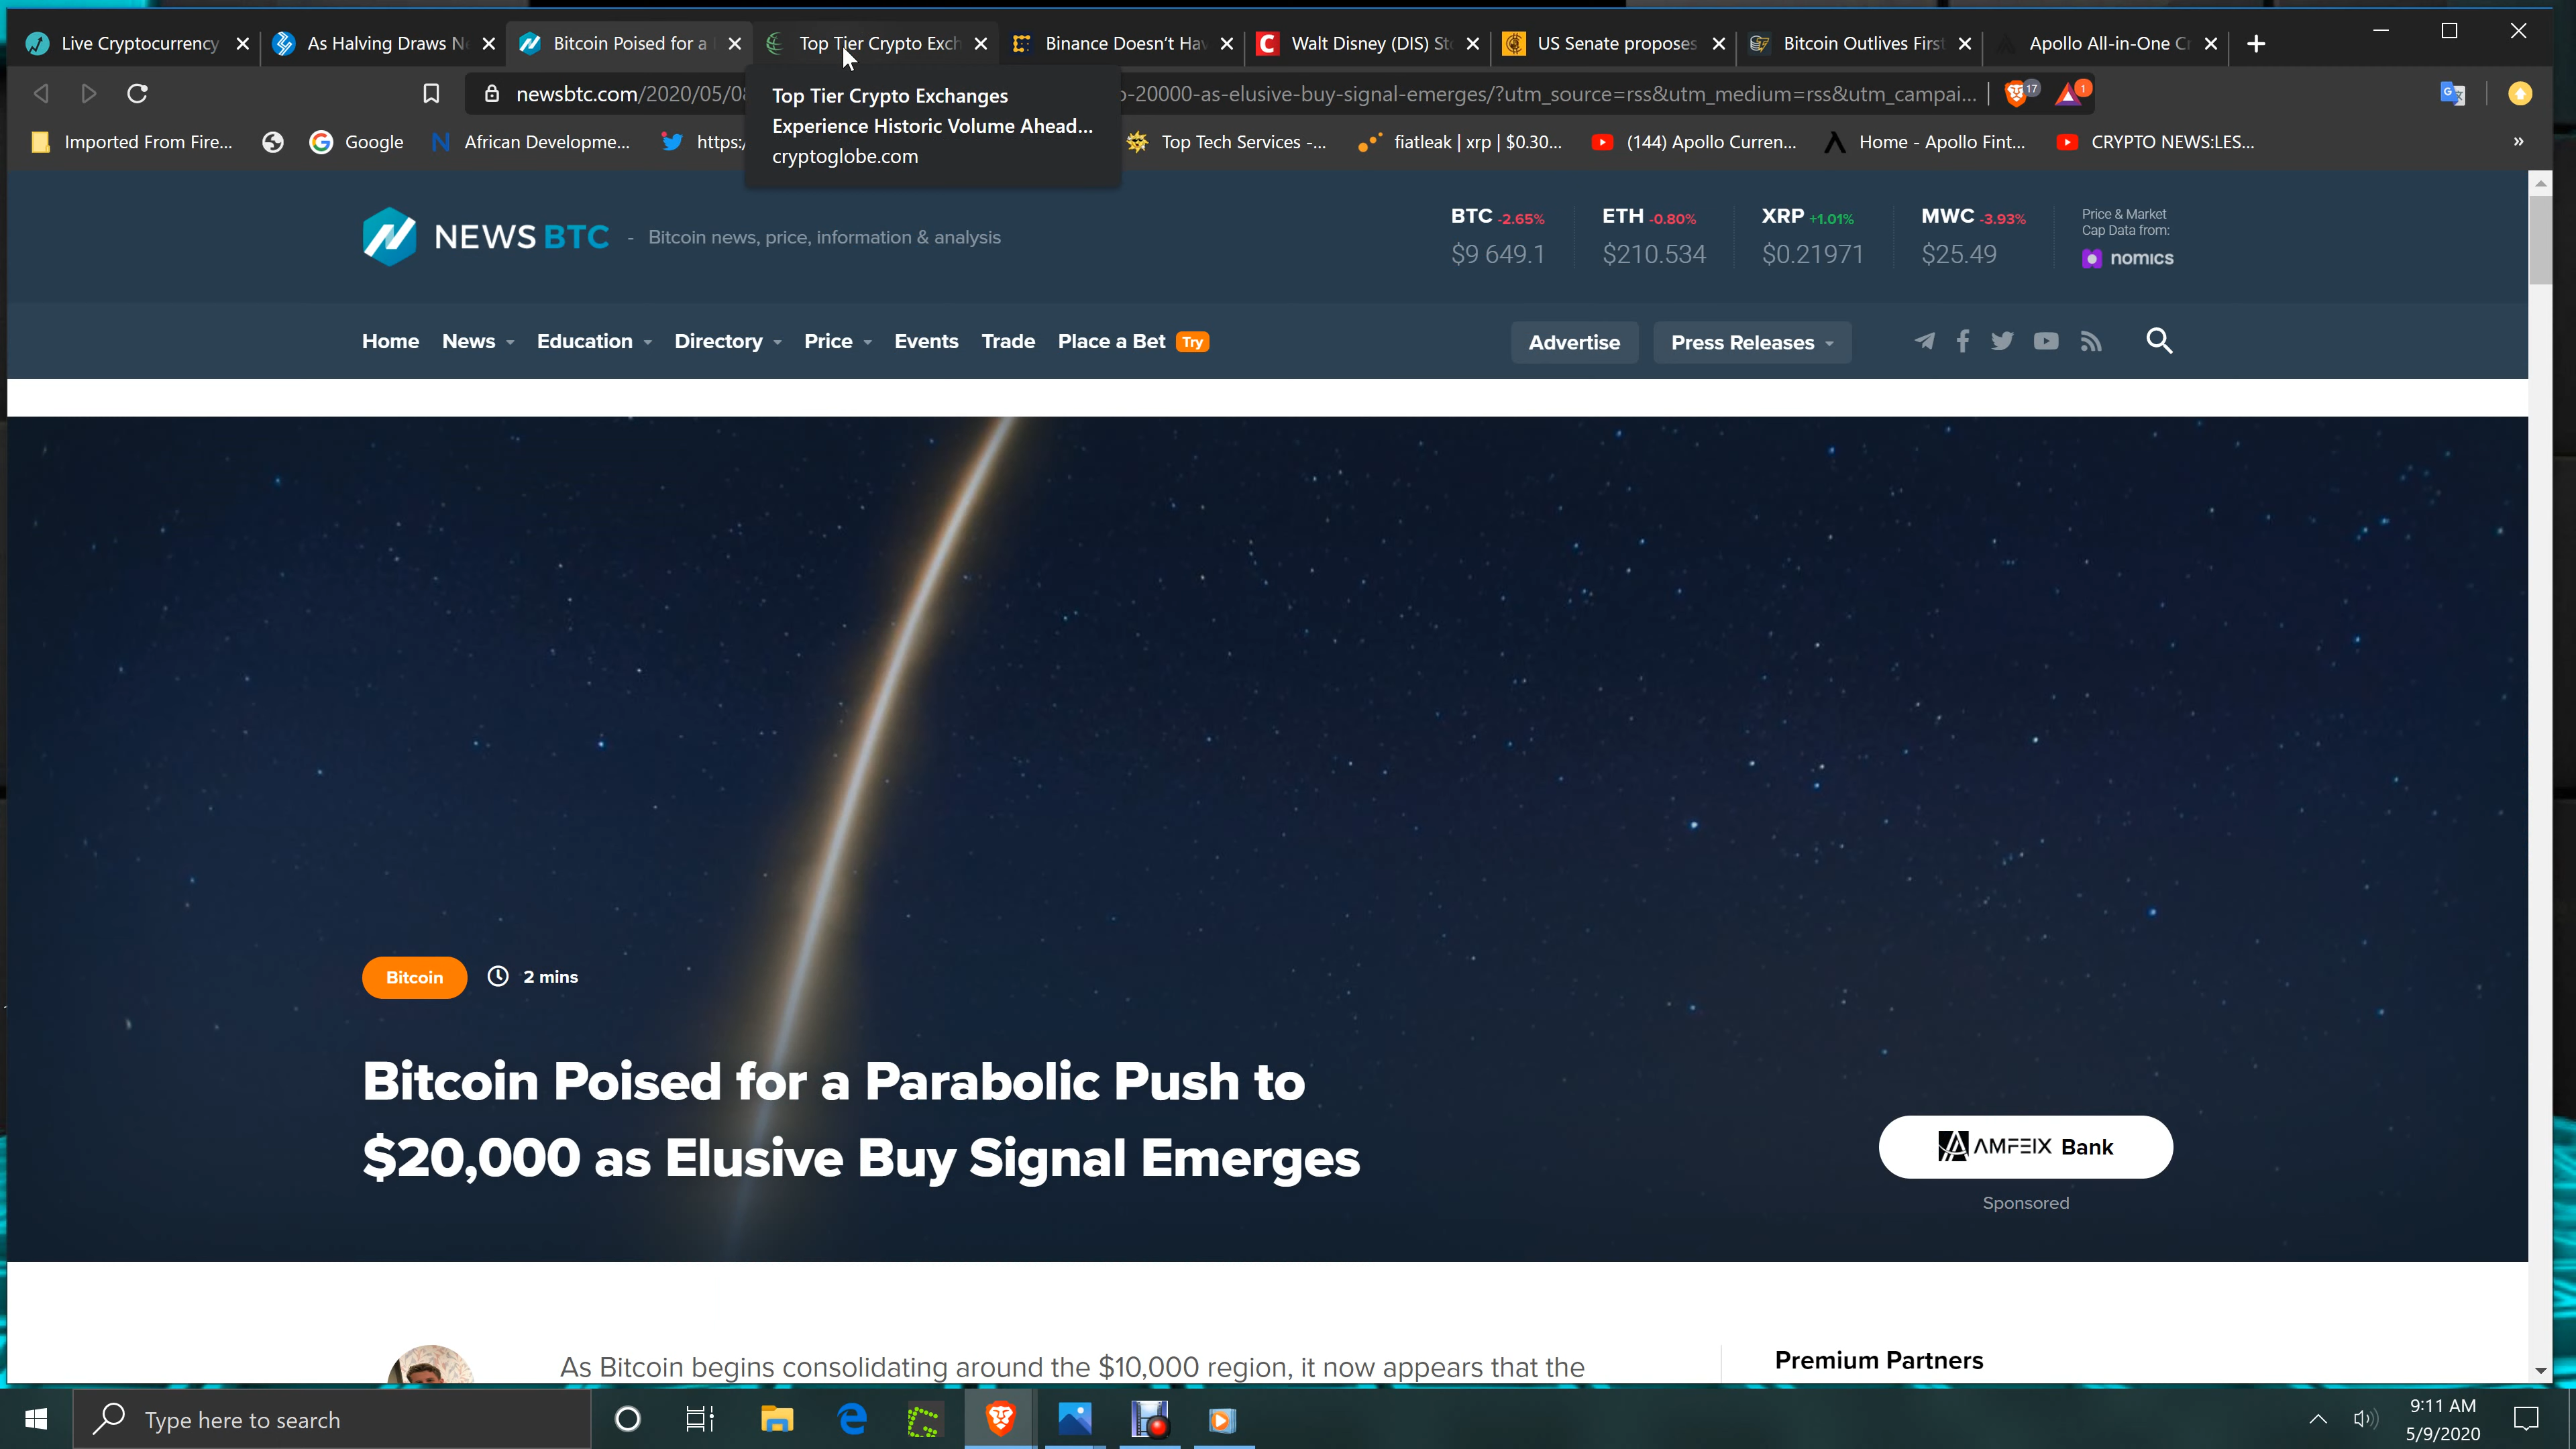 Live Cryptocurrency
As Halving Draws Ne
Bitcoin Poised for a
Top Tier Crypto Exch
Binance Doesn't Hav
Walt Disney (DIS) Sto
US Senate proposes
Bitcoin Outlives First
Apollo All-in-One Cr
newsbtc.com/2020/05/08
o-20000-as-elusive-buy-signal-emerges/?utm_source=rss&utm_medium=rss&utm_campai...
17
1
Top Tier Crypto Exchanges
Experience Historic Volume Ahead...
cryptoglobe.com
Imported From Fire...
Google
African Developme...
https:/
Top Tech Services -...
fiatleak | xrp | $0.30...
(144) Apollo Curren...
Home - Apollo Fint...
CRYPTO NEWS:LES...
»
NEWSBTC - Bitcoin news, price, information & analysis
BTC -2.65%
$9 649.1
ETH -0.80%
$210.534
XRP +1.01%
$0.21971
MWC -3.93%
$25.49
Price & Market
Cap Data from:
nomics
Home News Education Directory Price Events Trade Place a Bet Try
Advertise Press Releases
Bitcoin 2 mins
Bitcoin Poised for a Parabolic Push to
$20,000 as Elusive Buy Signal Emerges
AMFEIX Bank
Sponsored
As Bitcoin begins consolidating around the $10,000 region, it now appears that the
Premium Partners
Type here to search
9:11 AM
5/9/2020